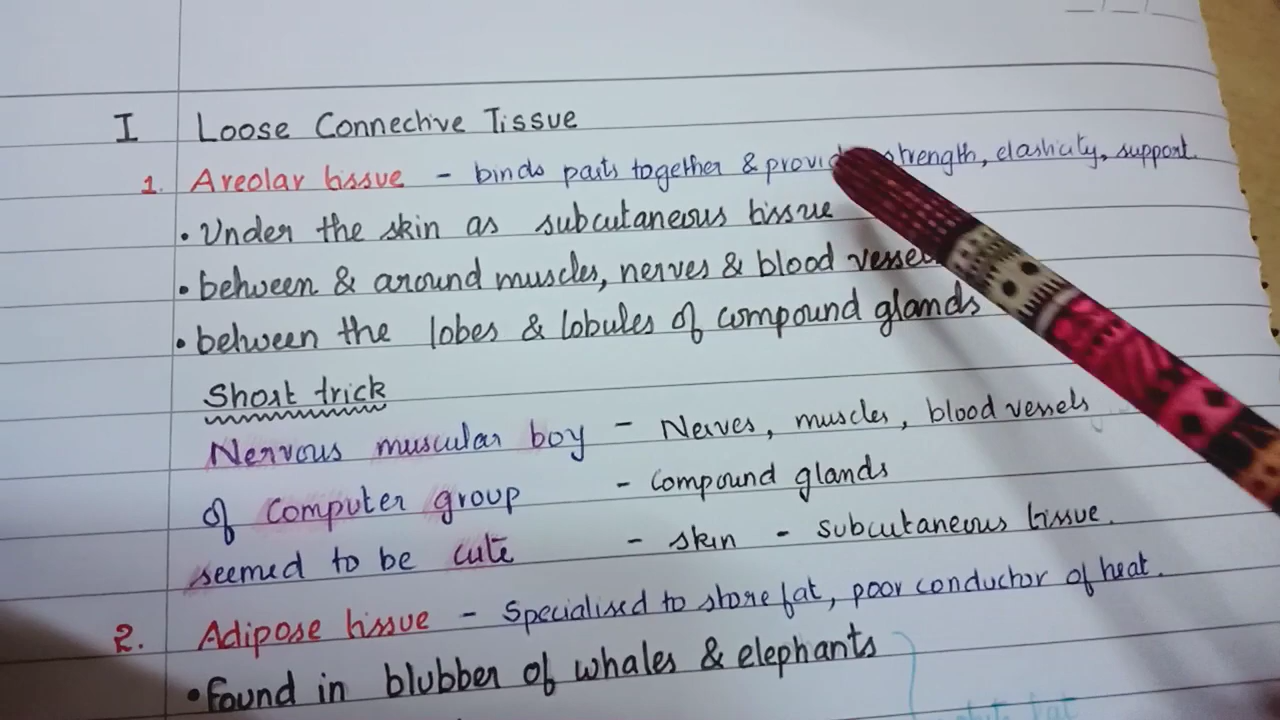 I Loose Connective Tissue
1. Areolar tissue - binds parts together & provide strength, elasticity, support.
• Under the skin as subcutaneous tissue
• between & around muscles, nerves & blood vessels
• between the lobes & lobules of compound glands
Short trick
Nervous muscular boy - Nerves, muscles, blood vessels
of computer group - compound glands
seemed to be cute - skin - subcutaneous tissue.
2. Adipose tissue - Specialised to store fat, poor conductor of heat.
• Found in blubber of whales & elephants